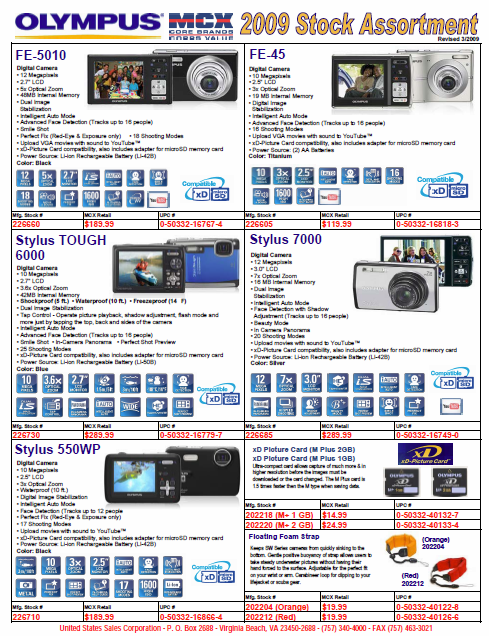 OLYMPUS MCX CORE BRANDS CORE VALUE 2009 Stock Assortment
Revised 3/2009
FE-5010
Digital Camera
• 12 Megapixels
• 2.7" LCD
• 5x Optical Zoom
• 48MB Internal Memory
• Dual Image
Stabilization
• Intelligent Auto Mode
• Advanced Face Detection (Tracks up to 16 people)
• Smile Shot
• Perfect Fix (Red-Eye & Exposure only) • 18 Shooting Modes
• Upload VGA movies with sound to YouTube™
• xD-Picture Card compatibility, also includes adapter for microSD memory card
• Power Source: Li-Ion Rechargeable Battery (LI-42B)
Color: Black
Mfg. Stock # MCX Retail UPC #
226660 $189.99 0-50332-16767-4
FE-45
Digital Camera
• 10 Megapixels
• 2.5" LCD
• 3x Optical Zoom
• 19 MB Internal Memory
• Digital Image
Stabilization
• Intelligent Auto Mode
• Advanced Face Detection (Tracks up to 16 people)
• 16 Shooting Modes
• Upload VGA movies with sound to YouTube™
• xD-Picture Card compatibility, also includes adapter for microSD memory card
• Power Source: (2) AA Batteries
Color: Titanium
Mfg. Stock # MCX Retail UPC #
226605 $119.99 0-50332-16818-3
Stylus TOUGH
6000
Digital Camera
• 10 Megapixels
• 2.7" LCD
• 3.6x Optical Zoom
• 42MB Internal Memory
• Shockproof (5 ft.) • Waterproof (10 ft.) • Freezeproof (14 F)
• Dual Image Stabilization
• Tap Control - Operate picture playback, shadow adjustment, flash mode and
more just by tapping the top, back and sides of the camera
• Intelligent Auto Mode
• Advanced Face Detection (Tracks up to 16 people)
• Smile Shot • In-Camera Panorama • Perfect Shot Preview
• 25 Shooting Modes
• xD-Picture Card compatibility, also includes adapter for microSD memory card
• Power Source: Li-Ion Rechargeable Battery (LI-50B)
Color: Blue
Mfg. Stock # MCX Retail UPC #
226730 $289.99 0-50332-16779-7
Stylus 7000
Digital Camera
• 12 Megapixels
• 3.0" LCD
• 7x Optical Zoom
• 16 MB Internal Memory
• Dual Image
Stabilization
• Intelligent Auto Mode
• Face Detection with Shadow
Adjustment (Tracks up to 16 people)
• Beauty Mode
• In Camera Panorama
• 20 Shooting Modes
• Upload movies with sound to YouTube™
• xD-Picture Card compatibility, also includes adapter for microSD memory card
• Power Source: Li-Ion Rechargeable Battery (LI-42B)
Color: Silver
Mfg. Stock # MCX Retail UPC #
226685 $289.99 0-50332-16749-0
Stylus 550WP
Digital Camera
• 10 Megapixels
• 2.5" LCD
• 3x Optical Zoom
• Waterproof (10 ft.)
• Digital Image Stabilization
• Intelligent Auto Mode
• Face Detection (Tracks up to 12 people)
• Perfect Fix (Red-Eye & Exposure only)
• 17 Shooting Modes
• Upload movies with sound to YouTube™
• xD-Picture Card compatibility, also includes adapter for microSD memory card
• Power Source: Li-Ion Rechargeable Battery (LI-42B)
Color: Black
Mfg. Stock # MCX Retail UPC #
226710 $189.99 0-50332-16866-4
xD Picture Card (M Plus 2GB)
xD Picture Card (M Plus 1GB)
Ultra-compact card allows capture of much more & in
higher resolution before the images must be
downloaded or the card changed. The M Plus card is
1.5 times faster then the M type when saving data.
xD-Picture Card
202218 (M+ 1 GB) $14.99 0-50332-40132-7
202220 (M+ 2 GB) $24.99 0-50332-40133-4
Floating Foam Strap
Keeps SW Series cameras from quickly sinking to the
bottom. Gentle positive buoyancy of strap allows users to
take steady underwater pictures without having their
hand forced to the surface. Adjustable for the perfect fit
on your wrist or arm. Carabineer loop for clipping to your
lifejacket or scuba gear.
(Orange)
202204
(Red)
202212
202204 (Orange) $19.99 0-50332-40122-8
202212 (Red) $19.99 0-50332-40126-6
United States Sales Corporation - P. O. Box 2688 - Virginia Beach, VA 23450-2688 - (757) 340-4000 - FAX (757) 463-3021